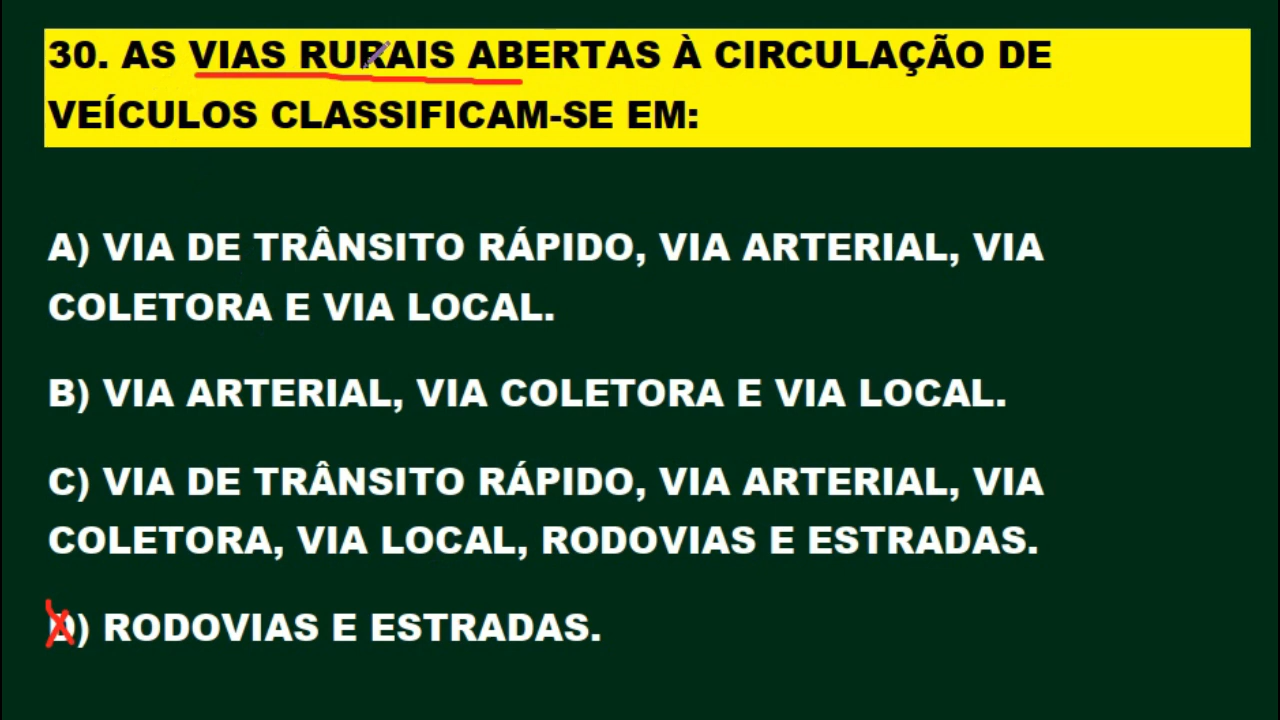 30. AS VIAS RURAIS ABERTAS À CIRCULAÇÃO DE
VEÍCULOS CLASSIFICAM-SE EM:
A) VIA DE TRÂNSITO RÁPIDO, VIA ARTERIAL, VIA
COLETORA E VIA LOCAL.
B) VIA ARTERIAL, VIA COLETORA E VIA LOCAL.
C) VIA DE TRÂNSITO RÁPIDO, VIA ARTERIAL, VIA
COLETORA, VIA LOCAL, RODOVIAS E ESTRADAS.
D) RODOVIAS E ESTRADAS.